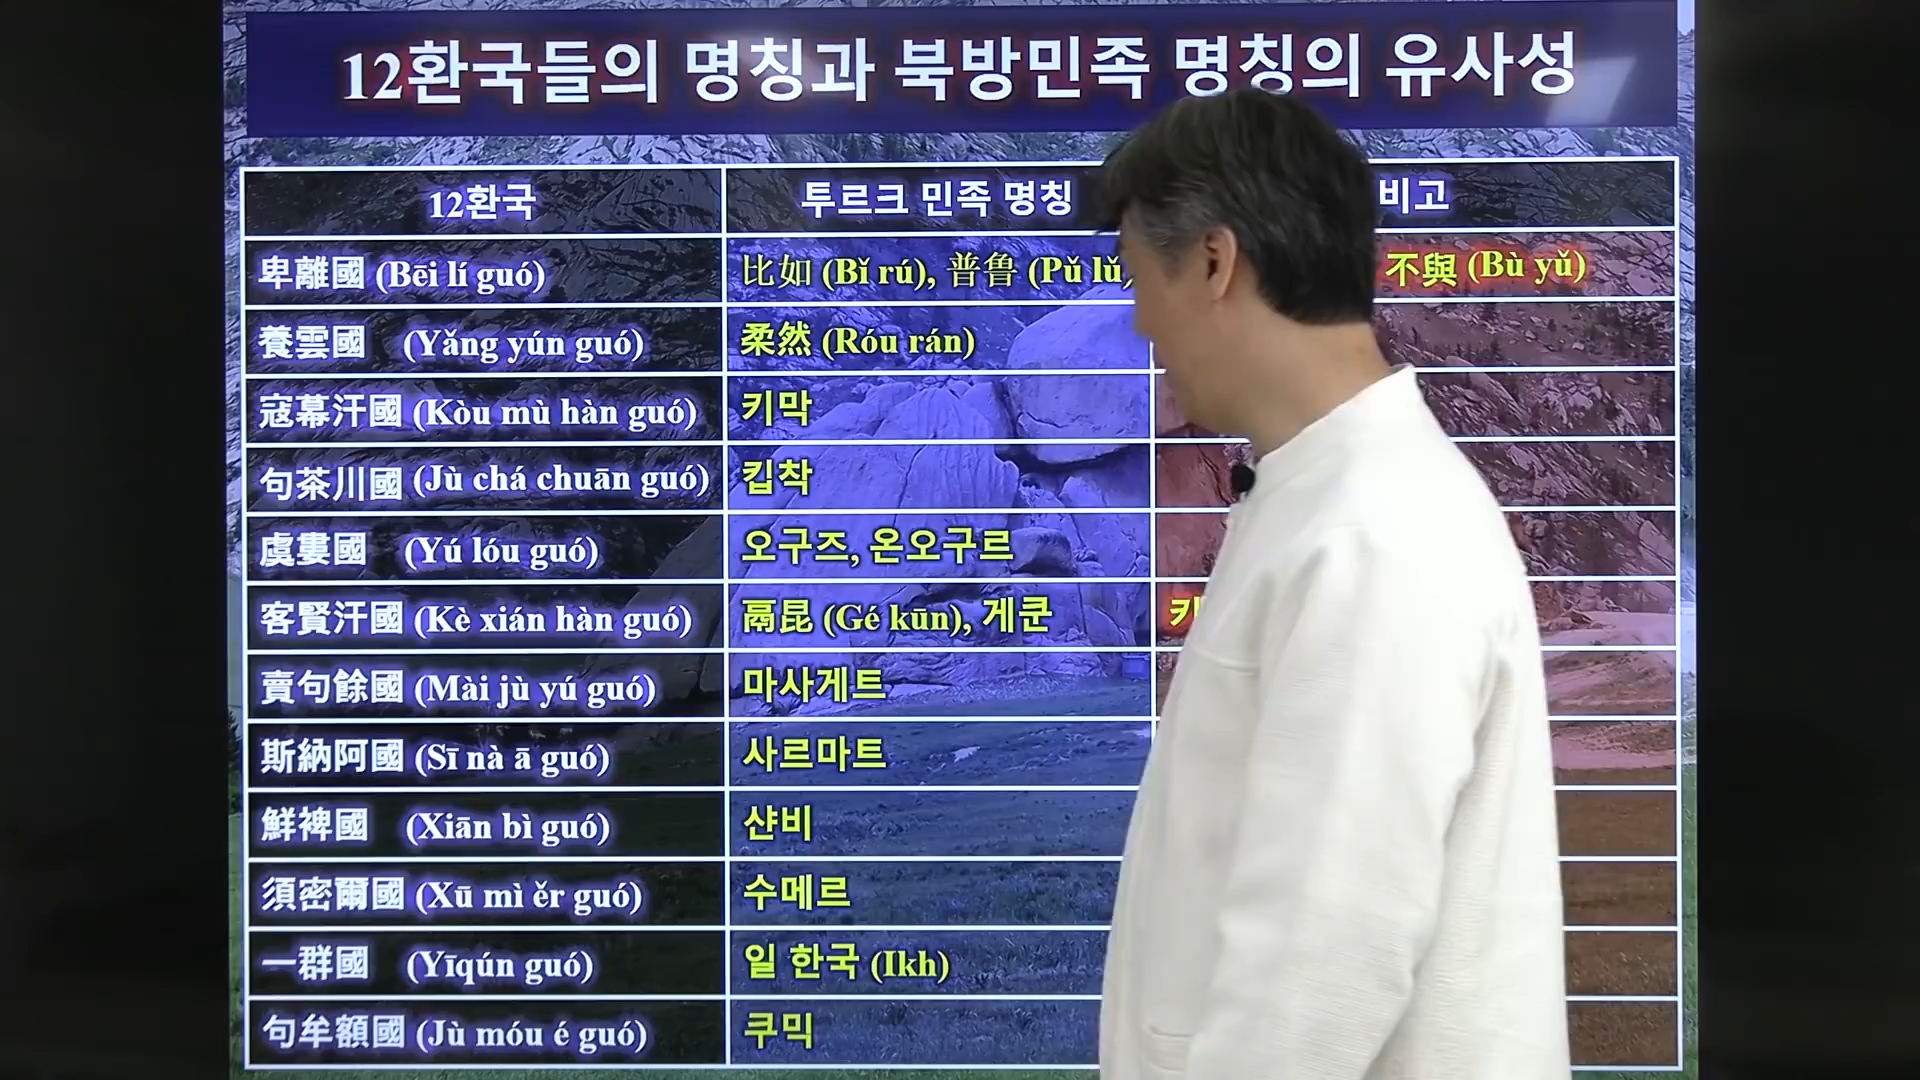 12환국들의 명칭과 북방민족 명칭의 유사성
12환국 투르크 민족 명칭 비고
卑離國 (Bēi lí guó) 比如 (Bǐ rú), 普鲁 (Pǔ lǔ) 不與 (Bù yǔ)
養雲國 (Yǎng yún guó) 柔然 (Róu rán)
寇幕汗國 (Kòu mù hàn guó) 키막
句茶川國 (Jù chá chuān guó) 킵착
虞婁國 (Yú lóu guó) 오구즈, 온오구르
客賢汗國 (Kè xián hàn guó) 鬲昆 (Gé kūn), 게쿤
賣句餘國 (Mài jù yú guó) 마사게트
斯納阿國 (Sī nà ā guó) 사르마트
鮮裨國 (Xiān bì guó) 샨비
須密爾國 (Xū mì ěr guó) 수메르
一群國 (Yīqún guó) 일 한국 (Ikh)
句牟額國 (Jù móu é guó) 쿠믹